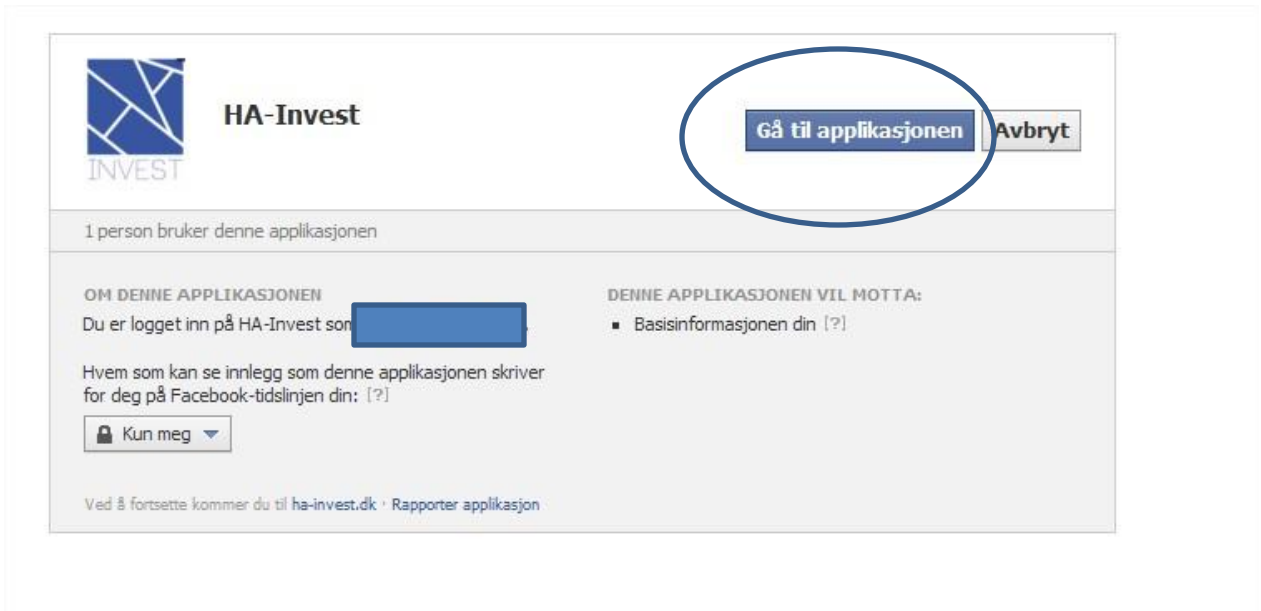 INVEST
HA-Invest
Gå til applikasjonen
Avbryt
1 person bruker denne applikasjonen
OM DENNE APPLIKASJONEN
Du er logget inn på HA-Invest som
Hvem som kan se innlegg som denne applikasjonen skriver
for deg på Facebook-tidslinjen din: [?]
Kun meg
Ved å fortsette kommer du til ha-invest.dk · Rapporter applikasjon
DENNE APPLIKASJONEN VIL MOTTA:
▪ Basisinformasjonen din [?]